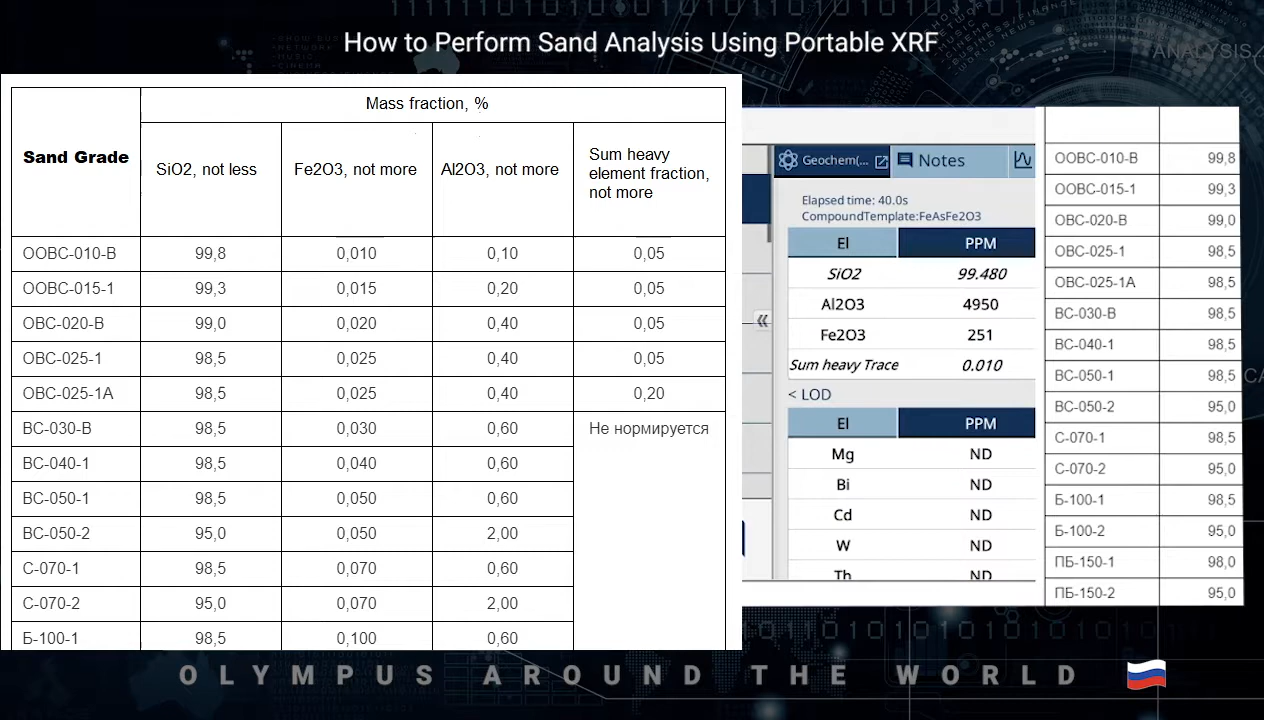 How to Perform Sand Analysis Using Portable XRF
ANALYSIS
Sand Grade
Mass fraction, %
SiO2, not less
Fe2O3, not more
Al2O3, not more
Sum heavy
element fraction,
not more
ООВС-010-В 99,8 0,010 0,10 0,05
ООВС-015-1 99,3 0,015 0,20 0,05
ОВС-020-В 99,0 0,020 0,40 0,05
ОВС-025-1 98,5 0,025 0,40 0,05
ОВС-025-1А 98,5 0,025 0,40 0,20
ВС-030-В 98,5 0,030 0,60 Не нормируется
ВС-040-1 98,5 0,040 0,60
ВС-050-1 98,5 0,050 0,60
ВС-050-2 95,0 0,050 2,00
С-070-1 98,5 0,070 0,60
С-070-2 95,0 0,070 2,00
Б-100-1 98,5 0,100 0,60
Geochem(... Notes
Elapsed time: 40.0s
CompoundTemplate:FeAsFe2O3
El PPM
SiO2 99.480
Al2O3 4950
Fe2O3 251
Sum heavy Trace 0.010
< LOD
El PPM
Mg ND
Bi ND
Cd ND
W ND
Th ND
ООВС-010-В 99,8
ООВС-015-1 99,3
ОВС-020-В 99,0
ОВС-025-1 98,5
ОВС-025-1А 98,5
ВС-030-В 98,5
ВС-040-1 98,5
ВС-050-1 98,5
ВС-050-2 95,0
С-070-1 98,5
С-070-2 95,0
Б-100-1 98,5
Б-100-2 95,0
ПБ-150-1 98,0
ПБ-150-2 95,0
OLYMPUS AROUND THE WORLD